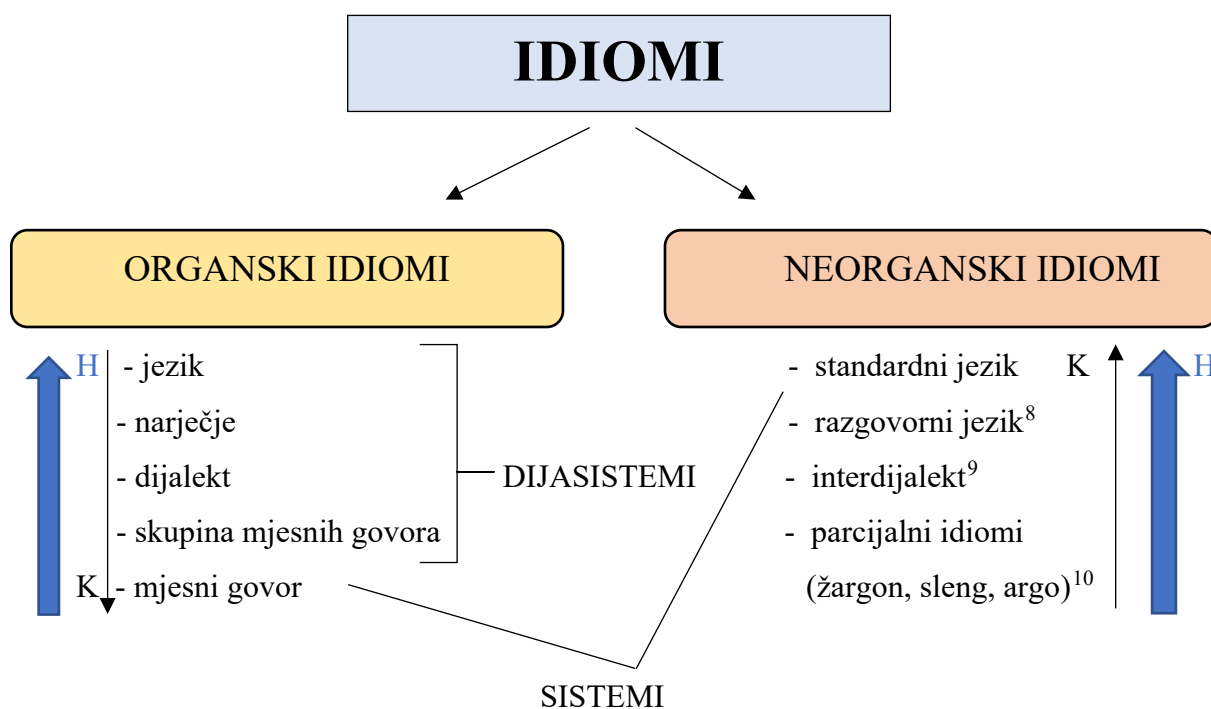 IDIOMI
ORGANSKI IDIOMI
NEORGANSKI IDIOMI
H - jezik
- narječje
- dijalekt
- skupina mjesnih govora
K - mjesni govor
DIJASISTEMI
- standardni jezik K H
- razgovorni jezik⁸
- interdijalekt⁹
- parcijalni idiomi
(žargon, sleng, argo)¹⁰
SISTEMI